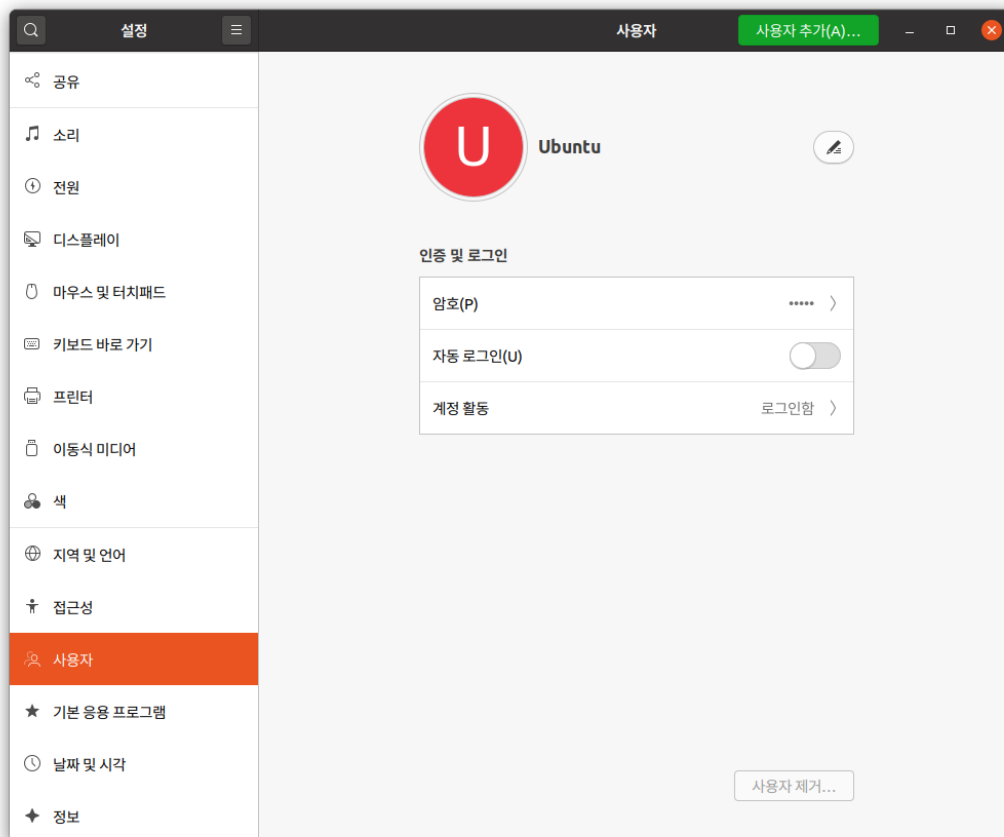 설정
사용자
사용자 추가(A)...
공유
소리
전원
디스플레이
마우스 및 터치패드
키보드 바로 가기
프린터
이동식 미디어
색
지역 및 언어
접근성
사용자
기본 응용 프로그램
날짜 및 시각
정보
U
Ubuntu
인증 및 로그인
암호(P) •••••
자동 로그인(U)
계정 활동 로그인함
사용자 제거...